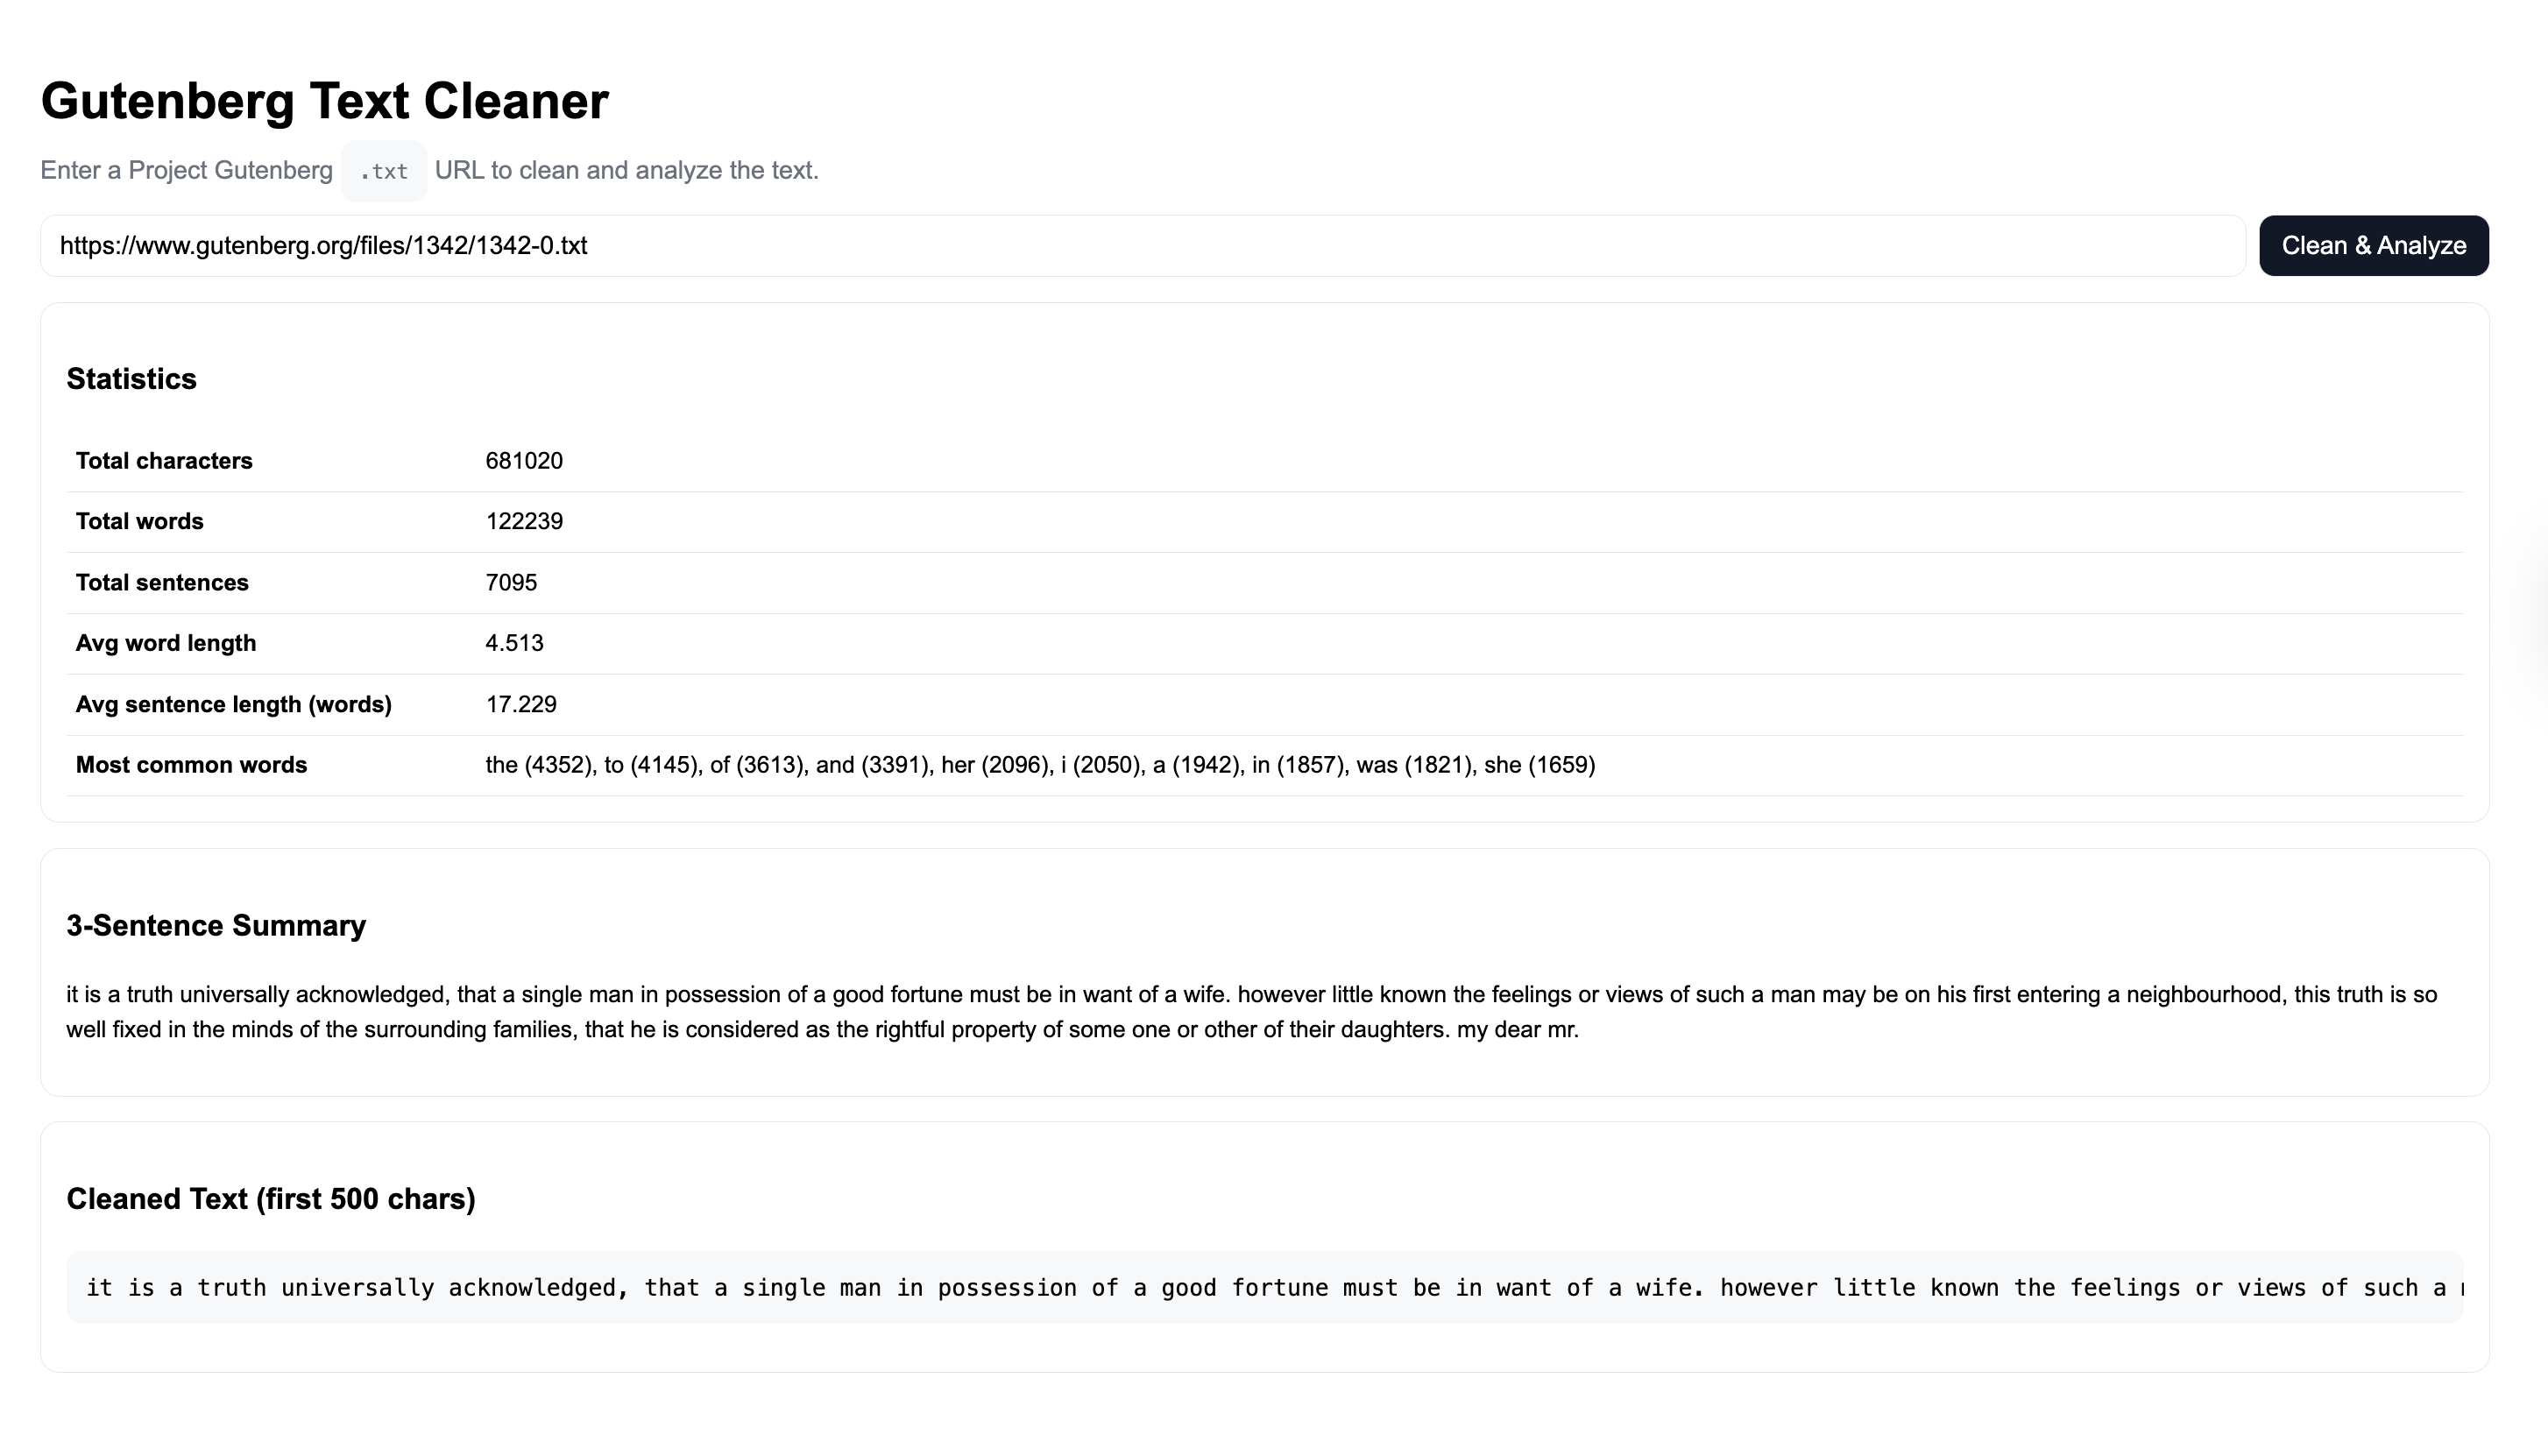 Gutenberg Text Cleaner
Enter a Project Gutenberg .txt URL to clean and analyze the text.
https://www.gutenberg.org/files/1342/1342-0.txt Clean & Analyze
Statistics
Total characters 681020
Total words 122239
Total sentences 7095
Avg word length 4.513
Avg sentence length (words) 17.229
Most common words the (4352), to (4145), of (3613), and (3391), her (2096), i (2050), a (1942), in (1857), was (1821), she (1659)
3-Sentence Summary
it is a truth universally acknowledged, that a single man in possession of a good fortune must be in want of a wife. however little known the feelings or views of such a man may be on his first entering a neighbourhood, this truth is so
well fixed in the minds of the surrounding families, that he is considered as the rightful property of some one or other of their daughters. my dear mr.
Cleaned Text (first 500 chars)
it is a truth universally acknowledged, that a single man in possession of a good fortune must be in want of a wife. however little known the feelings or views of such a